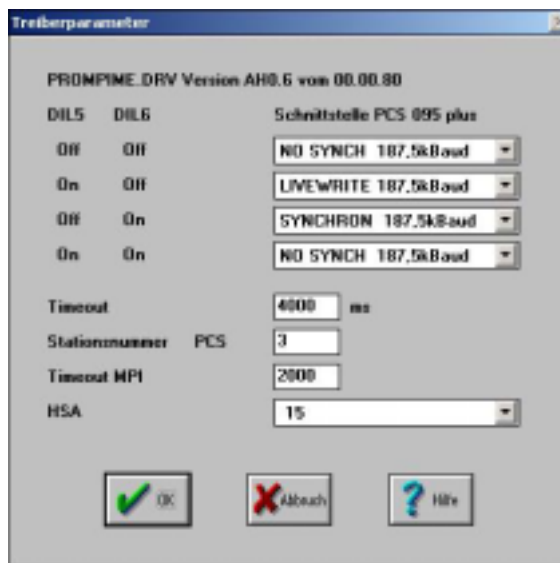 Treiberparameter
PROMPIME.DRV Version AH0.6 vom 00.00.80
DIL5 DIL6 Schnittstelle PCS 095 plus
Off Off NO SYNCH 187,5kBaud
On Off LIVEWRITE 187,5kBaud
Off On SYNCHRON 187,5kBaud
On On NO SYNCH 187,5kBaud
Timeout 4000 ms
Stationsnummer PCS 3
Timeout MPI 2000
HSA 15
OK Abbruch Hilfe